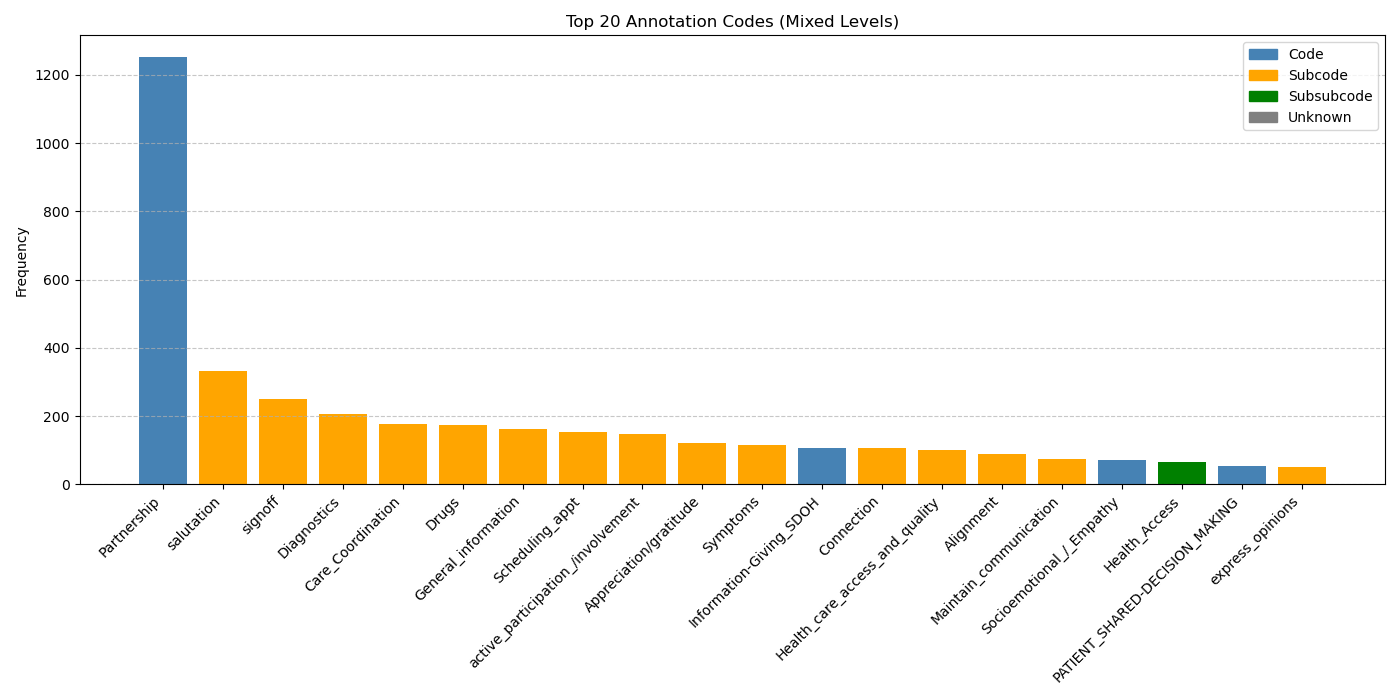 Top 20 Annotation Codes (Mixed Levels)
Code
Subcode
Subsubcode
Unknown
Frequency
1200
1000
800
600
400
200
0
Partnership
salutation
signoff
Diagnostics
Care_Coordination
Drugs
General_information
Scheduling_appt
active_participation_/involvement
Appreciation/gratitude
Symptoms
Information-Giving_SDOH
Connection
Health_care_access_and_quality
Alignment
Maintain_communication
Socioemotional_/_Empathy
Health_Access
PATIENT_SHARED-DECISION_MAKING
express_opinions